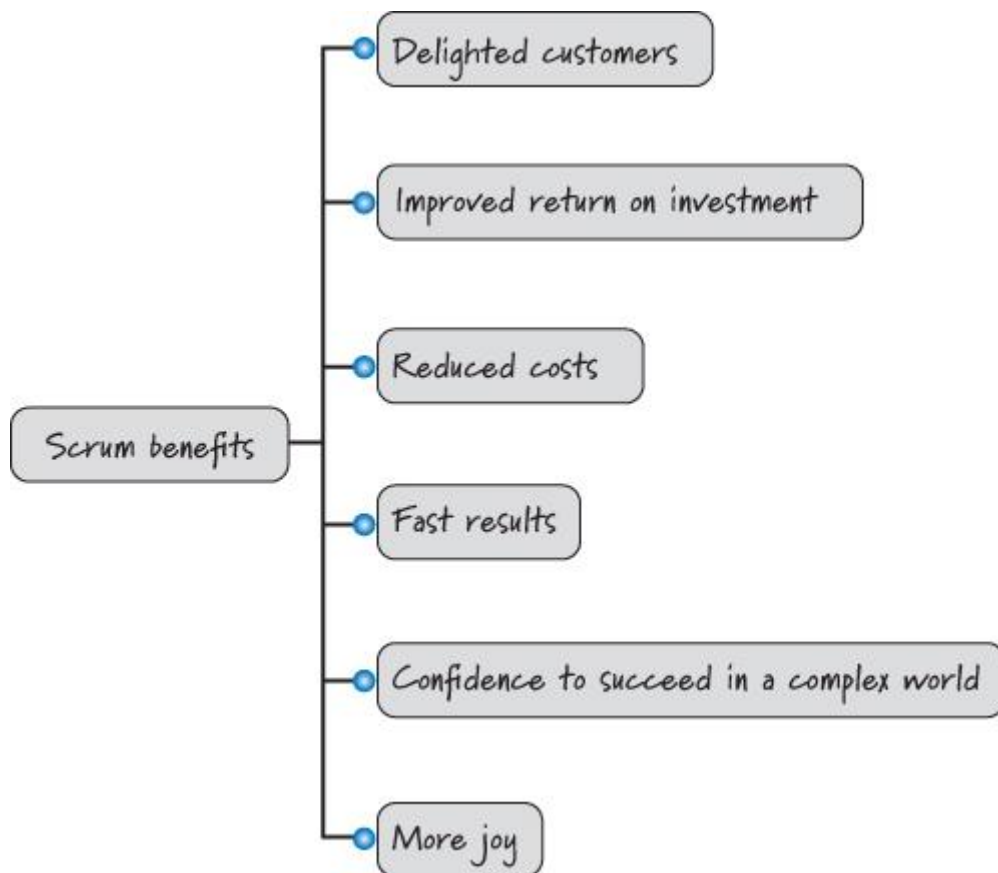 Delighted customers
Improved return on investment
Reduced costs
Scrum benefits
Fast results
Confidence to succeed in a complex world
More joy